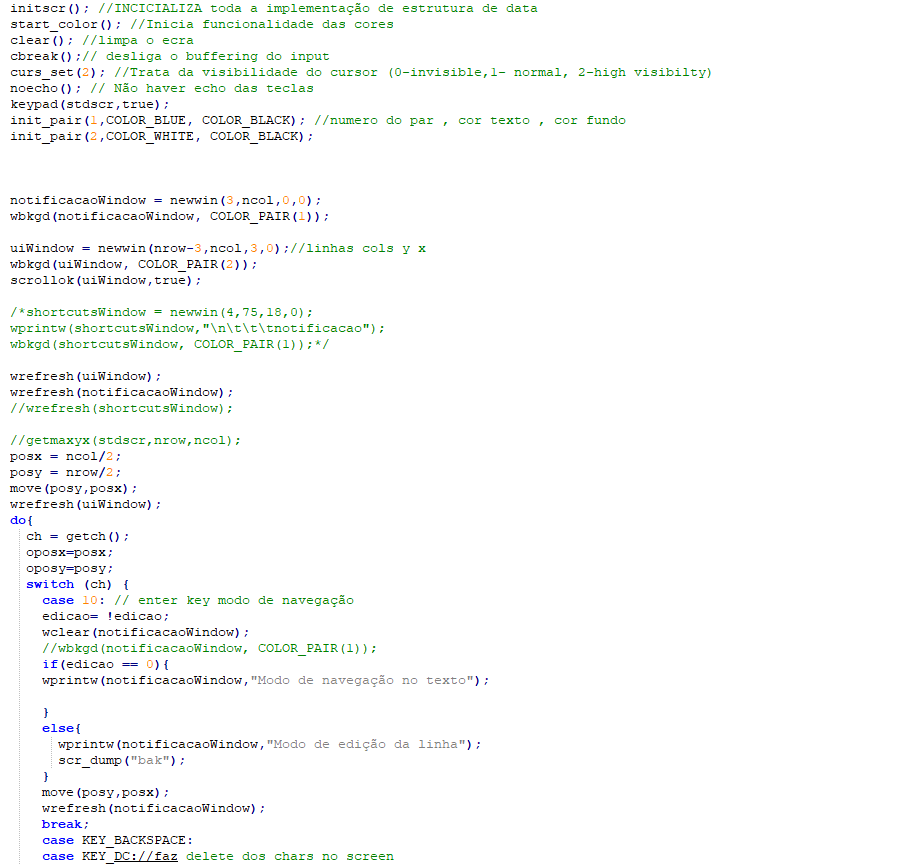 initscr(); //INCICIALIZA toda a implementação de estrutura de data
start_color(); //Inicia funcionalidade das cores
clear(); //limpa o ecra
cbreak();// desliga o buffering do input
curs_set(2); //Trata da visibilidade do cursor (0-invisible,1- normal, 2-high visibilty)
noecho(); // Não haver echo das teclas
keypad(stdscr,true);
init_pair(1,COLOR_BLUE, COLOR_BLACK); //numero do par , cor texto , cor fundo
init_pair(2,COLOR_WHITE, COLOR_BLACK);
notificacaoWindow = newwin(3,ncol,0,0);
wbkgd(notificacaoWindow, COLOR_PAIR(1));
uiWindow = newwin(nrow-3,ncol,3,0);//linhas cols y x
wbkgd(uiWindow, COLOR_PAIR(2));
scrollok(uiWindow,true);
/*shortcutsWindow = newwin(4,75,18,0);
wprintw(shortcutsWindow,"\n\t\t\tnotificacao");
wbkgd(shortcutsWindow, COLOR_PAIR(1));*/
wrefresh(uiWindow);
wrefresh(notificacaoWindow);
//wrefresh(shortcutsWindow);
//getmaxyx(stdscr,nrow,ncol);
posx = ncol/2;
posy = nrow/2;
move(posy,posx);
wrefresh(uiWindow);
do{
ch = getch();
oposx=posx;
oposy=posy;
switch (ch) {
case 10: // enter key modo de navegação
edicao= !edicao;
wclear(notificacaoWindow);
//wbkgd(notificacaoWindow, COLOR_PAIR(1));
if(edicao == 0){
wprintw(notificacaoWindow,"Modo de navegação no texto");
}
else{
wprintw(notificacaoWindow,"Modo de edição da linha");
scr_dump("bak");
}
move(posy,posx);
wrefresh(notificacaoWindow);
break;
case KEY_BACKSPACE:
case KEY_DC://faz delete dos chars no screen